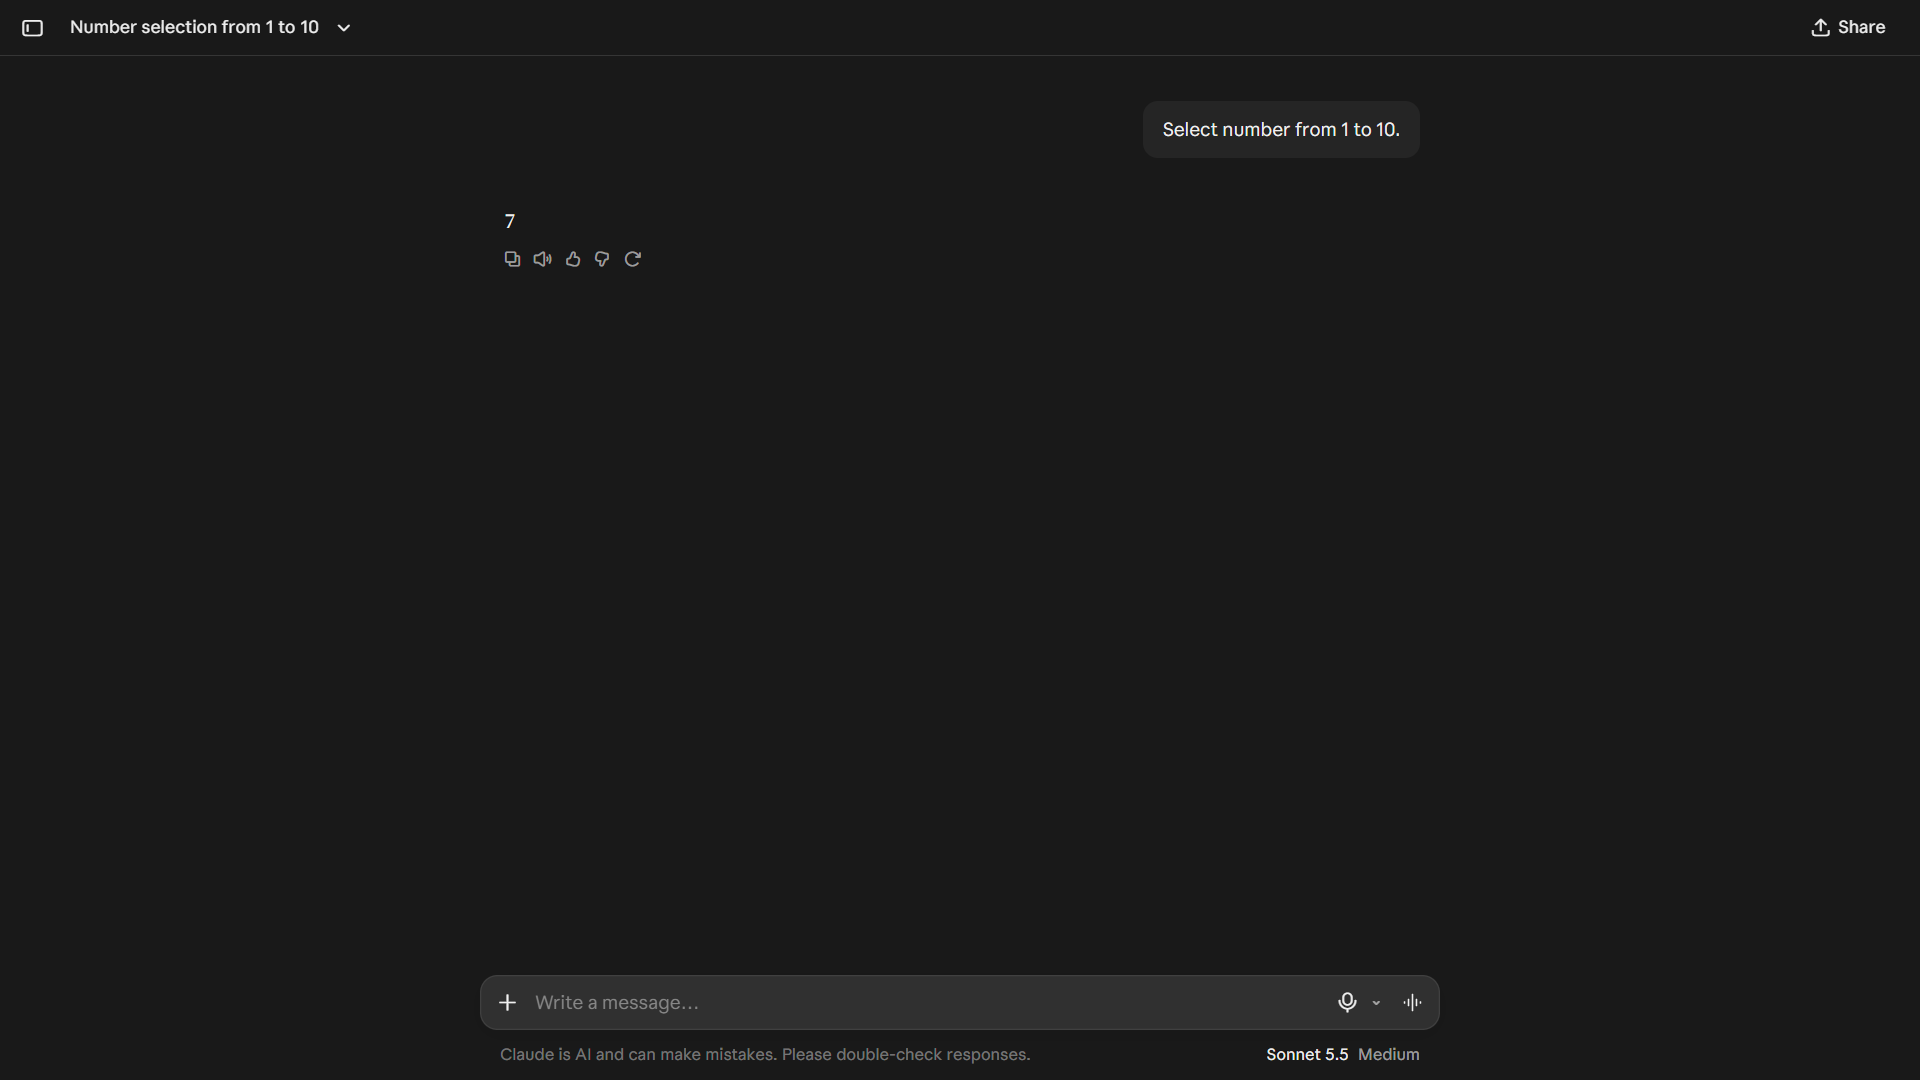 Number selection from 1 to 10
Share
Select number from 1 to 10.
7
Write a message...
Claude is AI and can make mistakes. Please double-check responses.
Sonnet 5.5 Medium